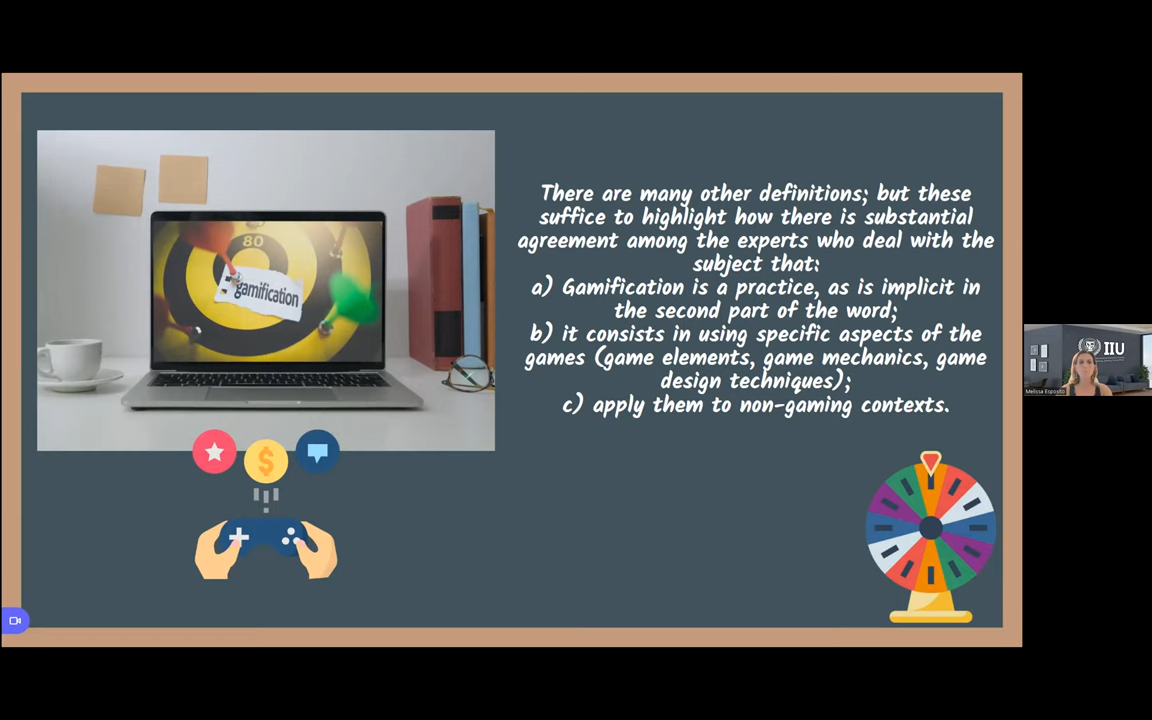 There are many other definitions; but these
suffice to highlight how there is substantial
agreement among the experts who deal with the
subject that:
a) Gamification is a practice, as is implicit in
the second part of the word;
b) it consists in using specific aspects of the
games (game elements, game mechanics, game
design techniques);
c) apply them to non-gaming contexts.
80
gamification
$
IIU
Melissa Esposito